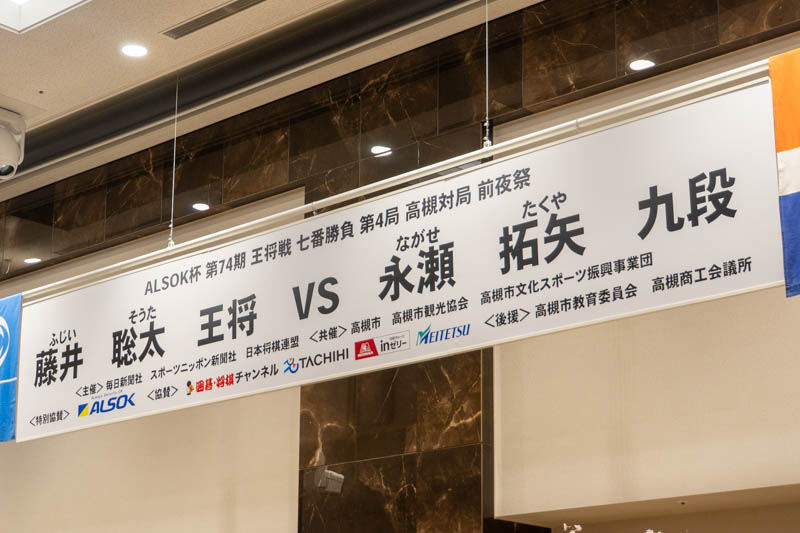 ALSOK杯 第74期 王将戦 七番勝負 第4局 高槻対局 前夜祭
ふじい そうた ながせ たくや
藤井 聡太 王将 VS 永瀬 拓矢 九段
<主催> 毎日新聞社 スポーツニッポン新聞社 日本将棋連盟 <共催> 高槻市 高槻市観光協会 高槻市文化スポーツ振興事業団 <後援> 高槻市教育委員会 高槻商工会議所
<特別協賛> ALSOK <協賛> 囲碁・将棋チャンネル TACHIHI inゼリー MEITETSU